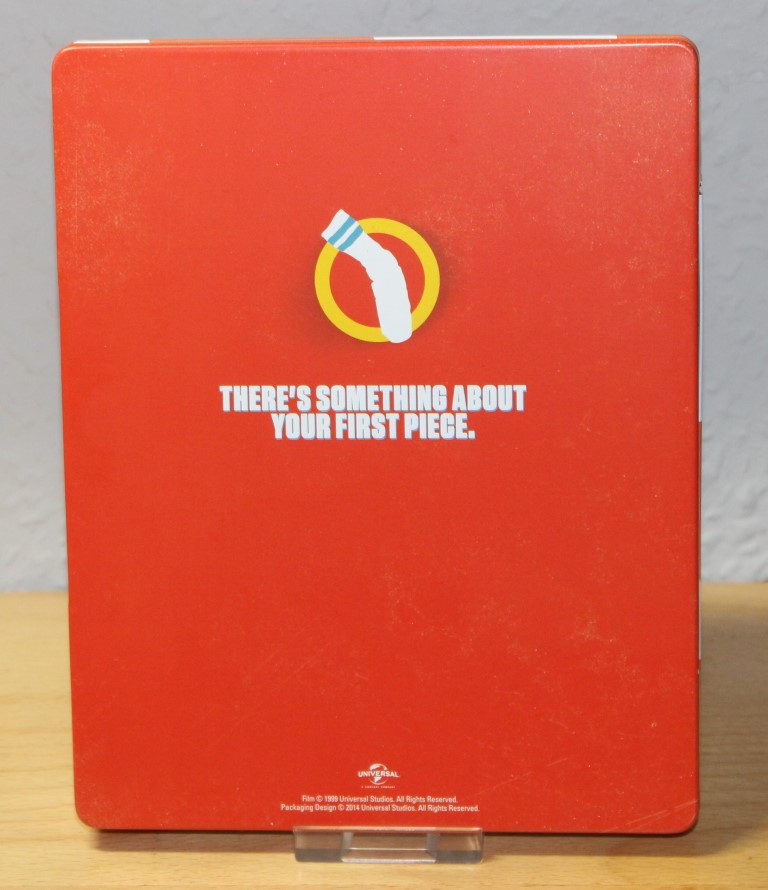 THERE'S SOMETHING ABOUT
YOUR FIRST PIECE.
UNIVERSAL
Film © 1999 Universal Studios. All Rights Reserved.
Packaging Design © 2014 Universal Studios. All Rights Reserved.